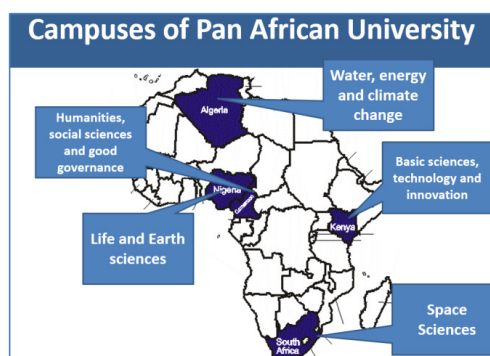 Campuses of Pan African University
Water, energy
and climate
change
Algeria
Humanities,
social sciences
and good
governance
Basic sciences,
technology and
innovation
Nigeria
Cameroon
Kenya
Life and Earth
sciences
Space
Sciences
South
Africa